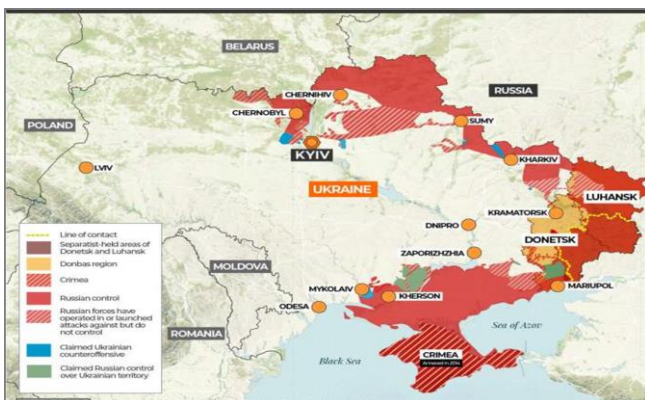 BELARUS
RUSSIA
CHERNIHIV
CHERNOBYL
SUMY
POLAND
KYIV
KHARKIV
LVIV
UKRAINE
LUHANSK
KRAMATORSK
DNIPRO
DONETSK
ZAPORIZHZHIA
MOLDOVA
MYKOLAIV
MARIUPOL
KHERSON
ODESA
ROMANIA
Sea of Azov
Black Sea
CRIMEA
Annexed in 2014
Line of contact
Separatist-held areas of
Donetsk and Luhansk
Donbas region
Crimea
Russian control
Russian forces have
operated in or launched
attacks against but do
not control
Claimed Ukrainian
counteroffensive
Claimed Russian control
over Ukrainian territory